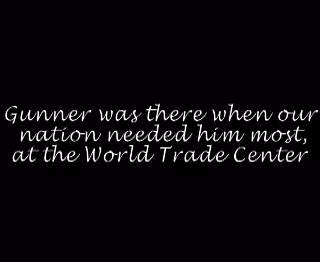 Gunner was there when our
nation needed him most,
at the World Trade Center